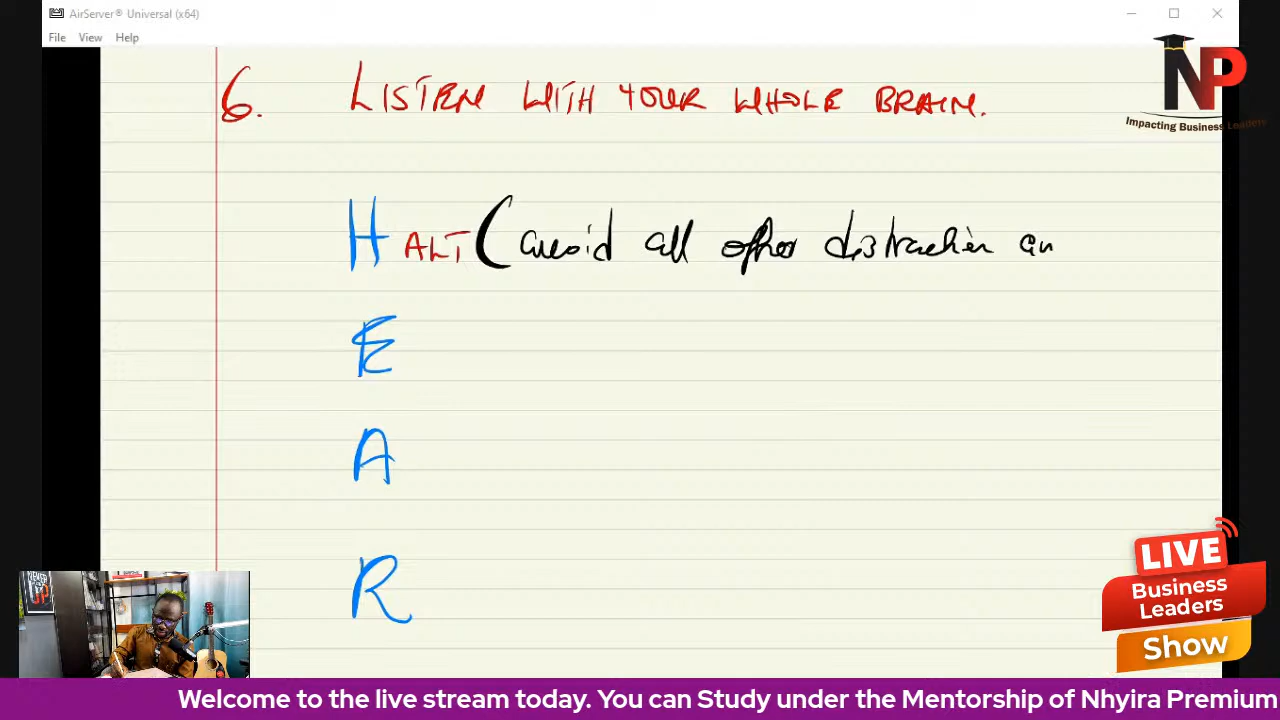 AirServer® Universal (x64)
File View Help
NP
Impacting Business Leaders
6. LISTEN WITH YOUR WHOLE BRAIN.
HALT (avoid all other distraction an
E
A
R
LIVE
Business
Leaders
Show
Welcome to the live stream today. You can Study under the Mentorship of Nhyira Premium